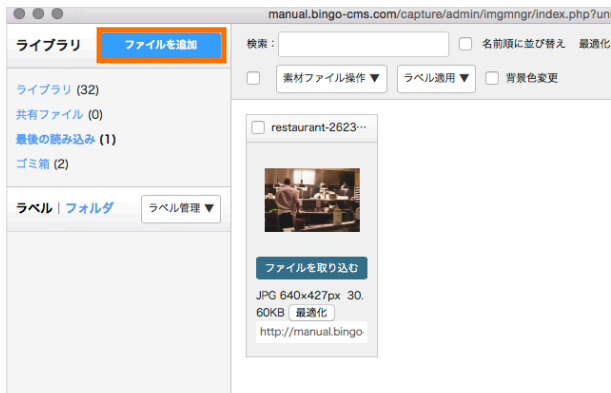 manual.bingo-cms.com/capture/admin/imgmngr/index.php?un
ライブラリ ファイルを追加
検索： 名前順に並び替え 最適化
素材ファイル操作 ▼ ラベル適用 ▼ 背景色変更
ライブラリ (32)
共有ファイル (0)
最後の読み込み (1)
ゴミ箱 (2)
ラベル | フォルダ ラベル管理 ▼
restaurant-2623…
ファイルを取り込む
JPG 640×427px 30.
60KB 最適化
http://manual.bingo-